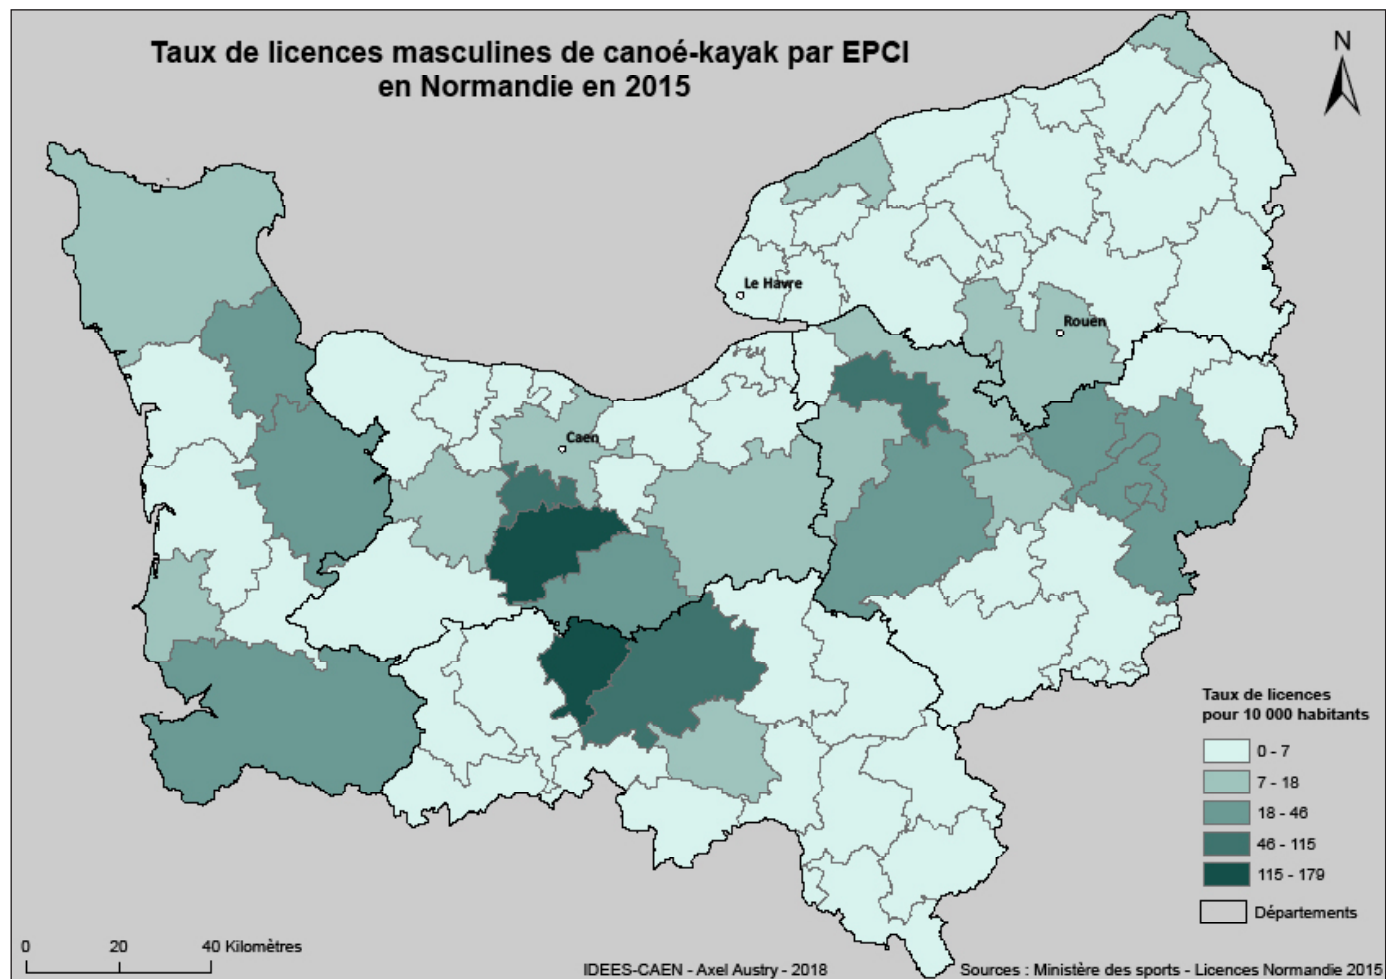 Taux de licences masculines de canoé-kayak par EPCI
en Normandie en 2015
N
Le Havre
Rouen
Caen
Taux de licences
pour 10 000 habitants
0 - 7
7 - 18
18 - 46
46 - 115
115 - 179
Départements
0 20 40 Kilomètres
IDEES-CAEN - Axel Austry - 2018
Sources : Ministère des sports - Licences Normandie 2015